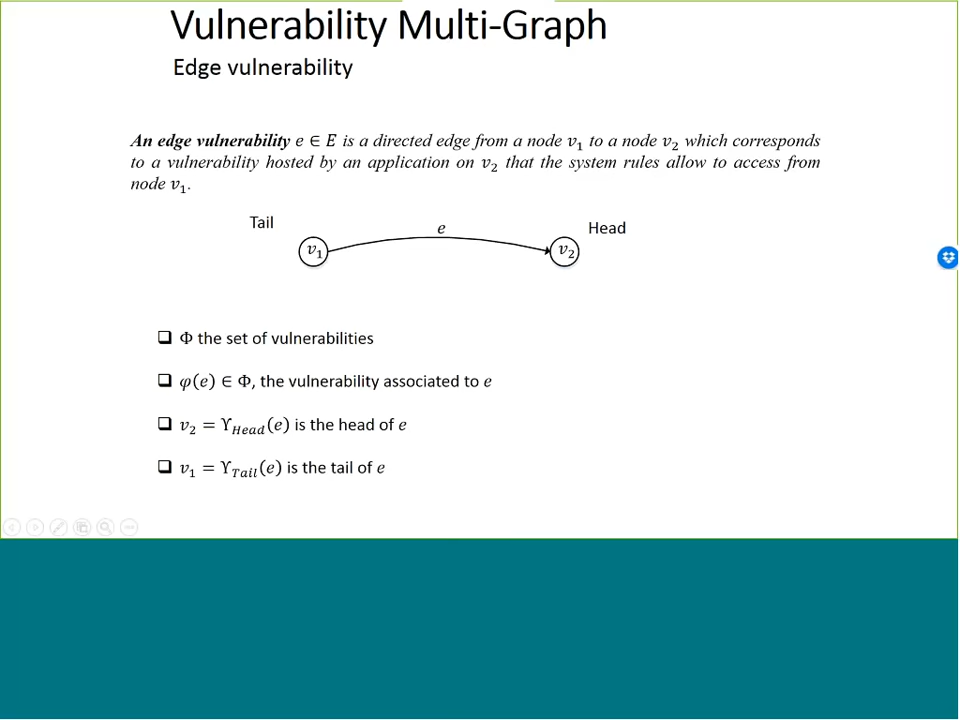 Vulnerability Multi-Graph
Edge vulnerability
An edge vulnerability e ∈ E is a directed edge from a node v₁ to a node v₂ which corresponds
to a vulnerability hosted by an application on v₂ that the system rules allow to access from
node v₁.
Tail
e
Head
v₁
v₂
❑ Φ the set of vulnerabilities
❑ φ(e) ∈ Φ, the vulnerability associated to e
❑ v₂ = ϒ_Head(e) is the head of e
❑ v₁ = ϒ_Tail(e) is the tail of e